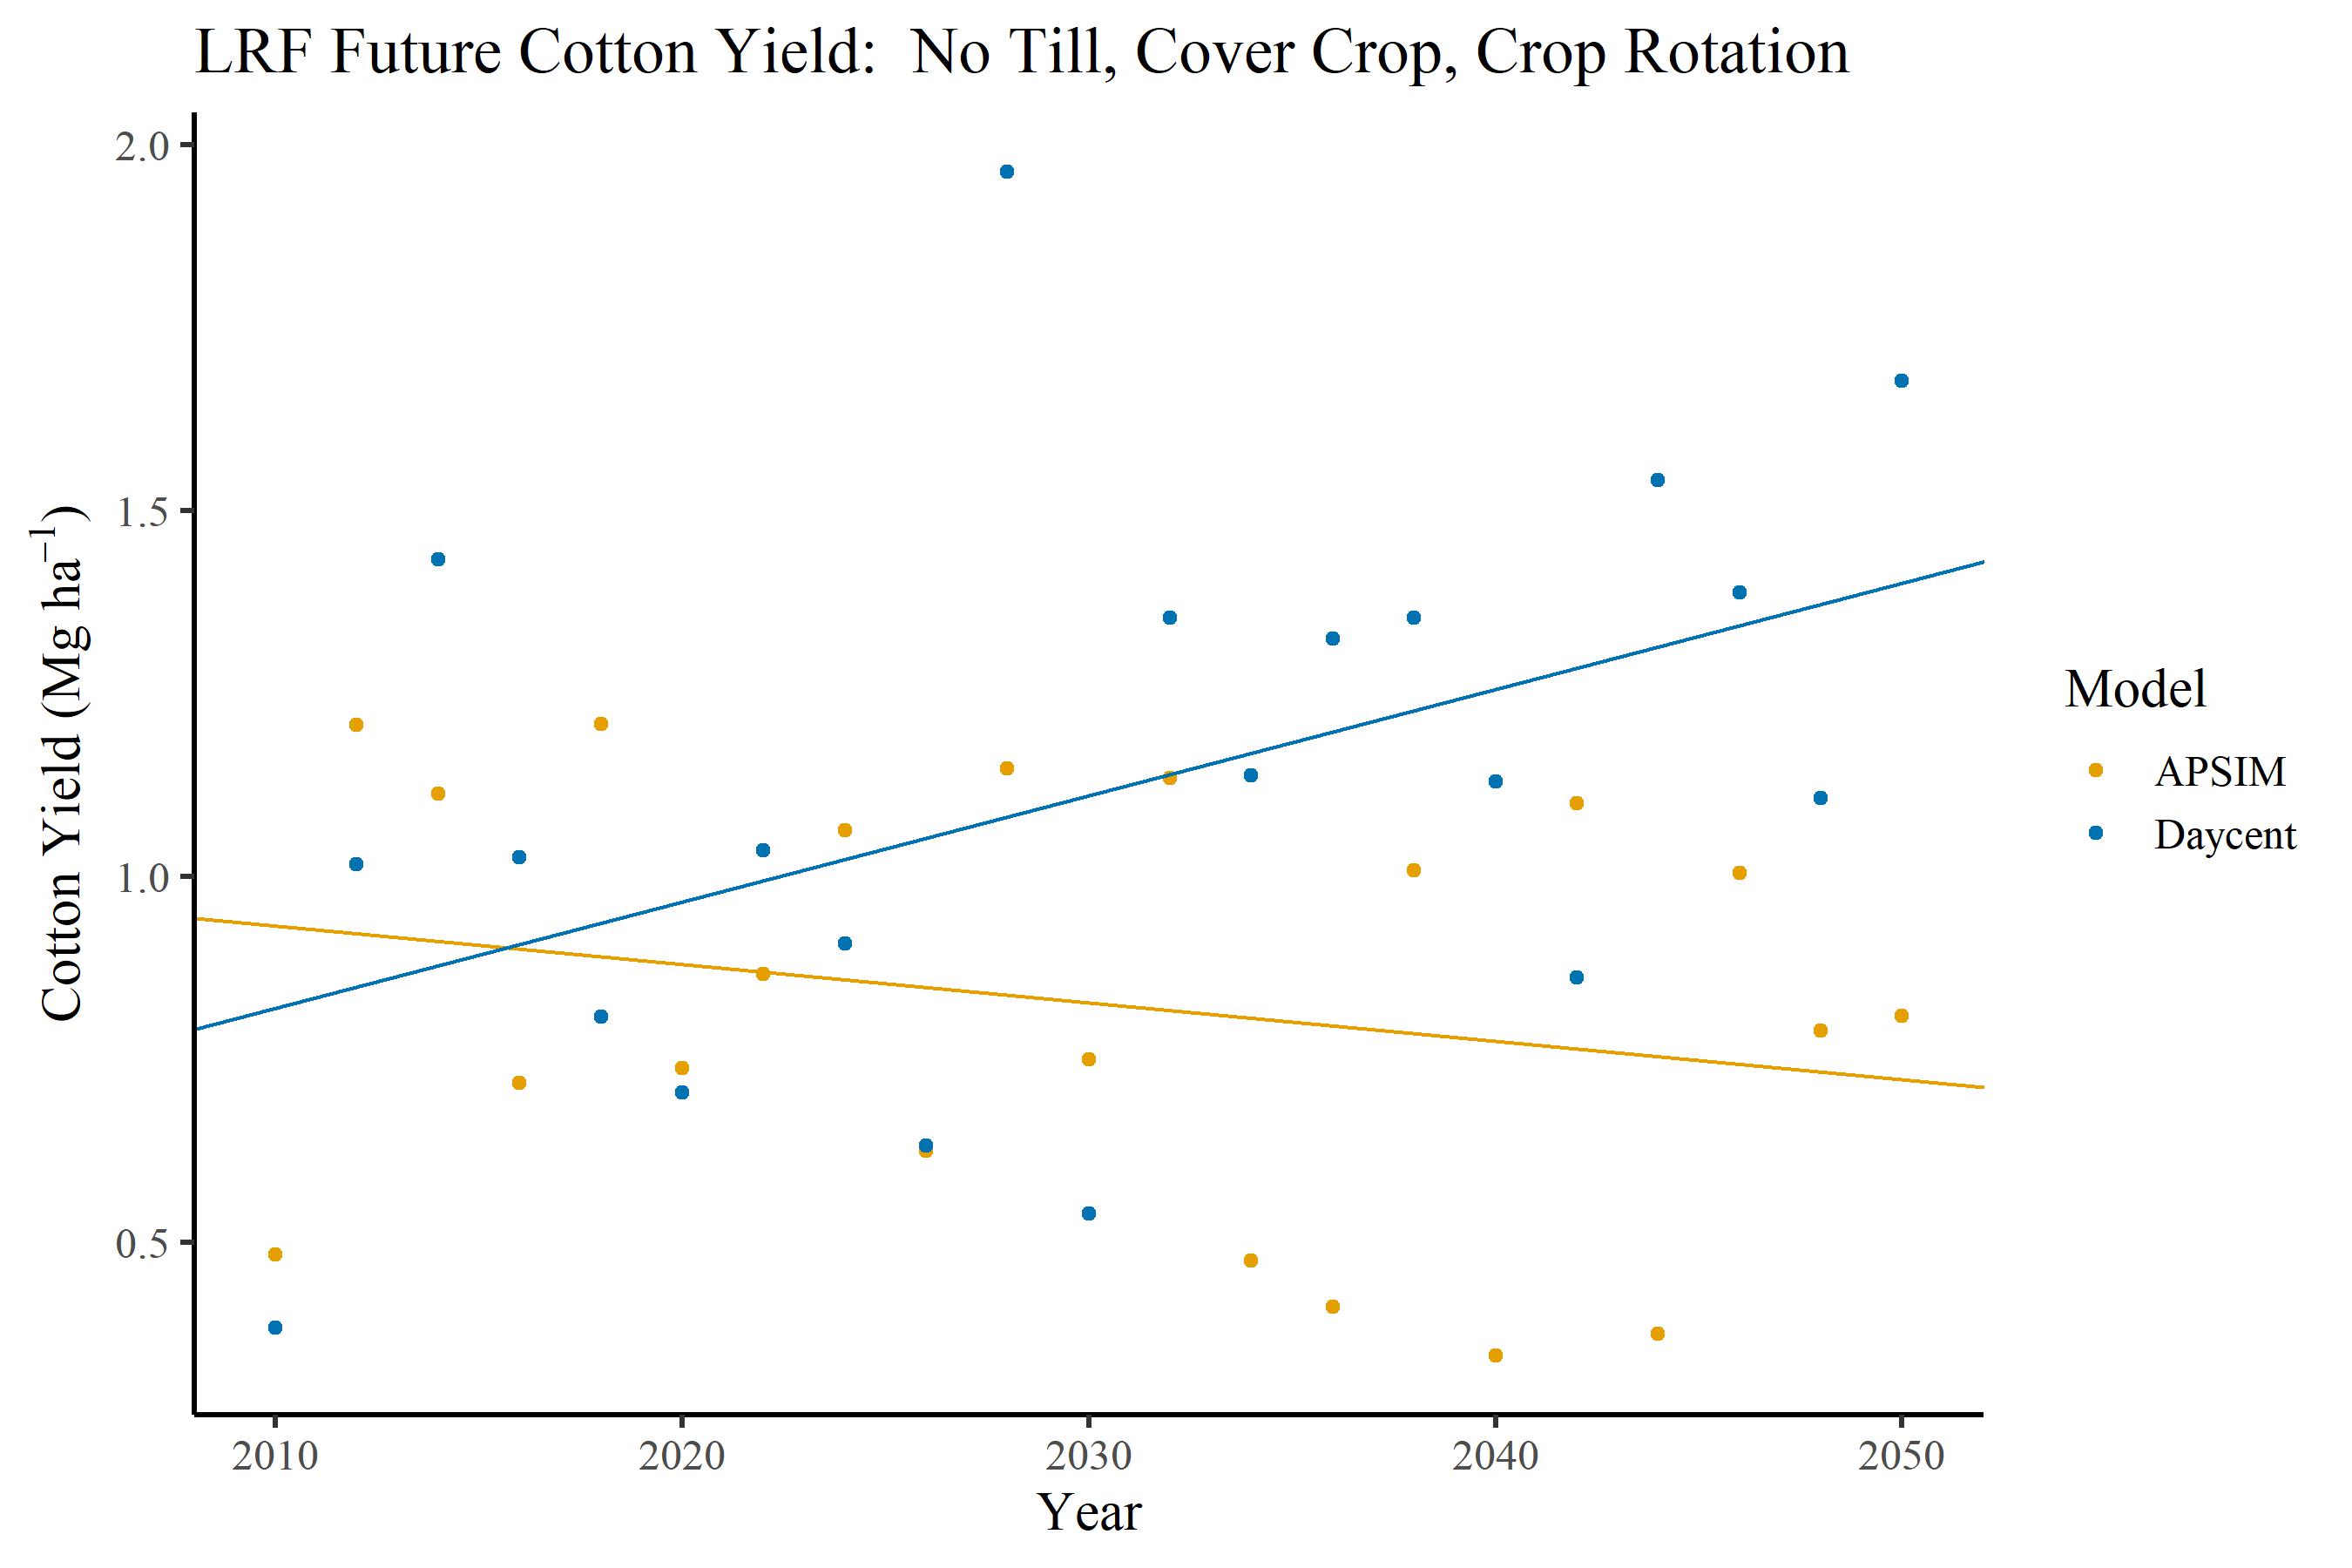 LRF Future Cotton Yield:  No Till, Cover Crop, Crop Rotation
Cotton Yield (Mg ha⁻¹)
2.0
1.5
1.0
0.5
2010 2020 2030 2040 2050
Year
Model
APSIM
Daycent